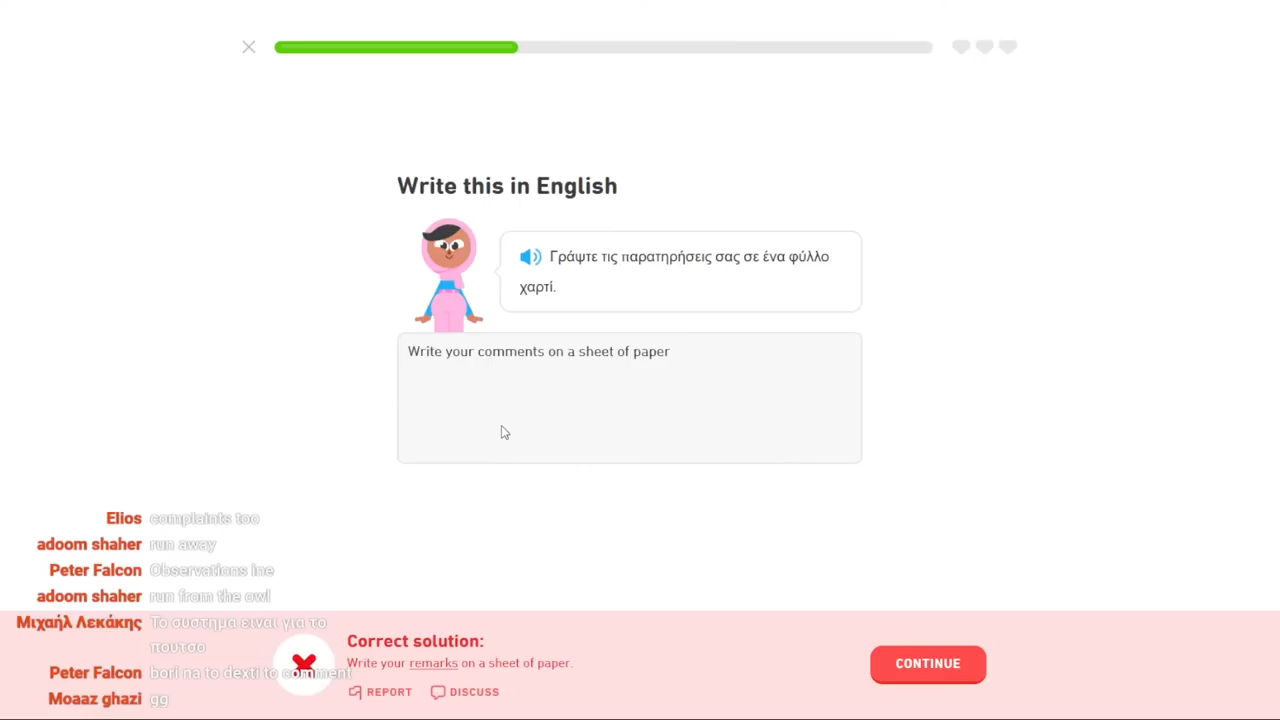 Write this in English
Γράψτε τις παρατηρήσεις σας σε ένα φύλλο
χαρτί.
Write your comments on a sheet of paper
Elios complaints too
adoom shaher run away
Peter Falcon Observations ine
adoom shaher run from the owl
Μιχαήλ Λεκάκης Το συστημα ειναι για το
πουτσο
Peter Falcon bori na to dexti to comment
Moaaz ghazi gg
Correct solution:
Write your remarks on a sheet of paper.
REPORT DISCUSS
CONTINUE